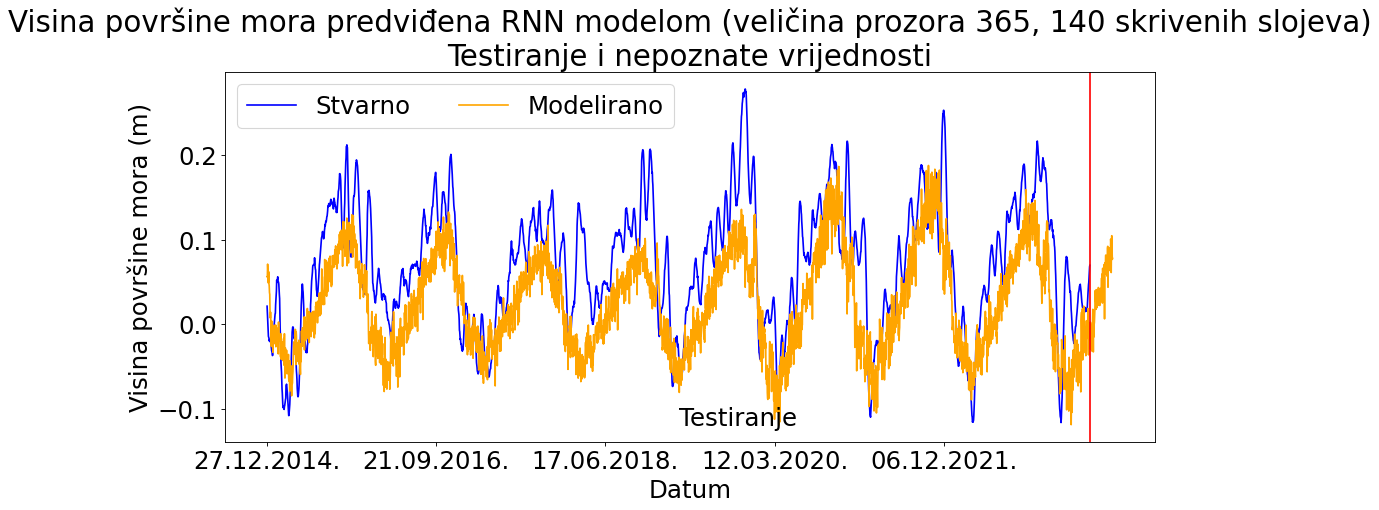 Visina površine mora predviđena RNN modelom (veličina prozora 365, 140 skrivenih slojeva)
Testiranje i nepoznate vrijednosti
Stvarno Modelirano
Visina površine mora (m)
0.2
0.1
0.0
−0.1
Testiranje
27.12.2014. 21.09.2016. 17.06.2018. 12.03.2020. 06.12.2021.
Datum